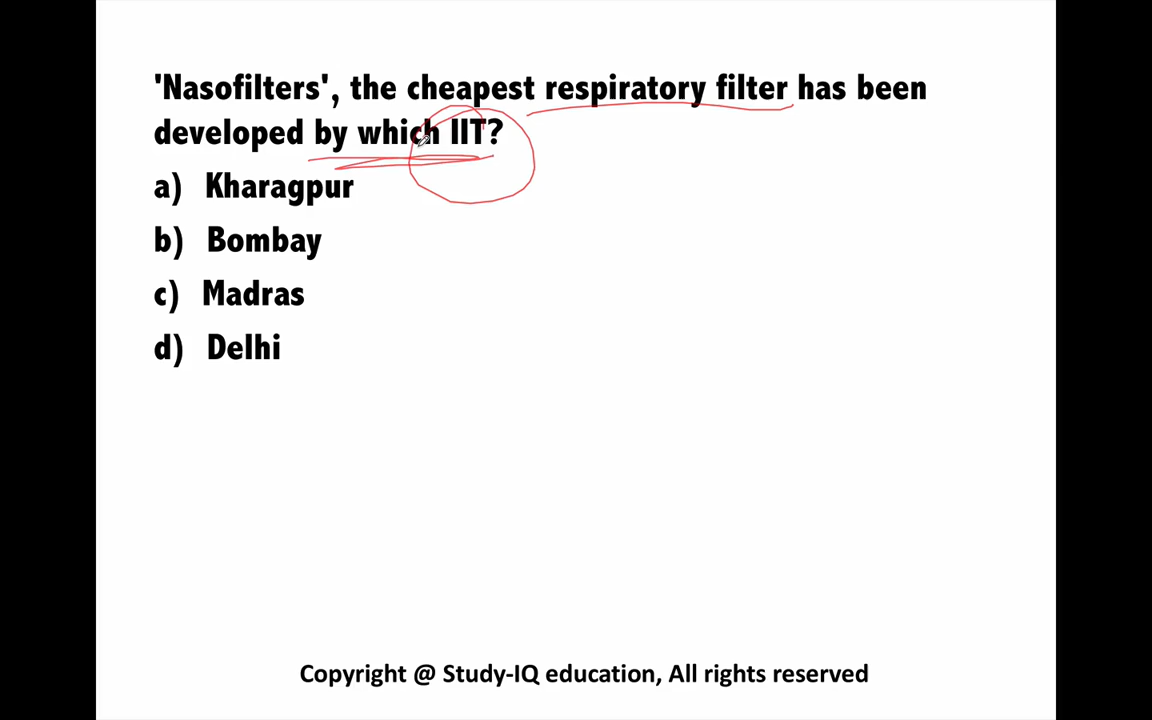 'Nasofilters', the cheapest respiratory filter has been
developed by which IIT?
a) Kharagpur
b) Bombay
c) Madras
d) Delhi
Copyright @ Study-IQ education, All rights reserved